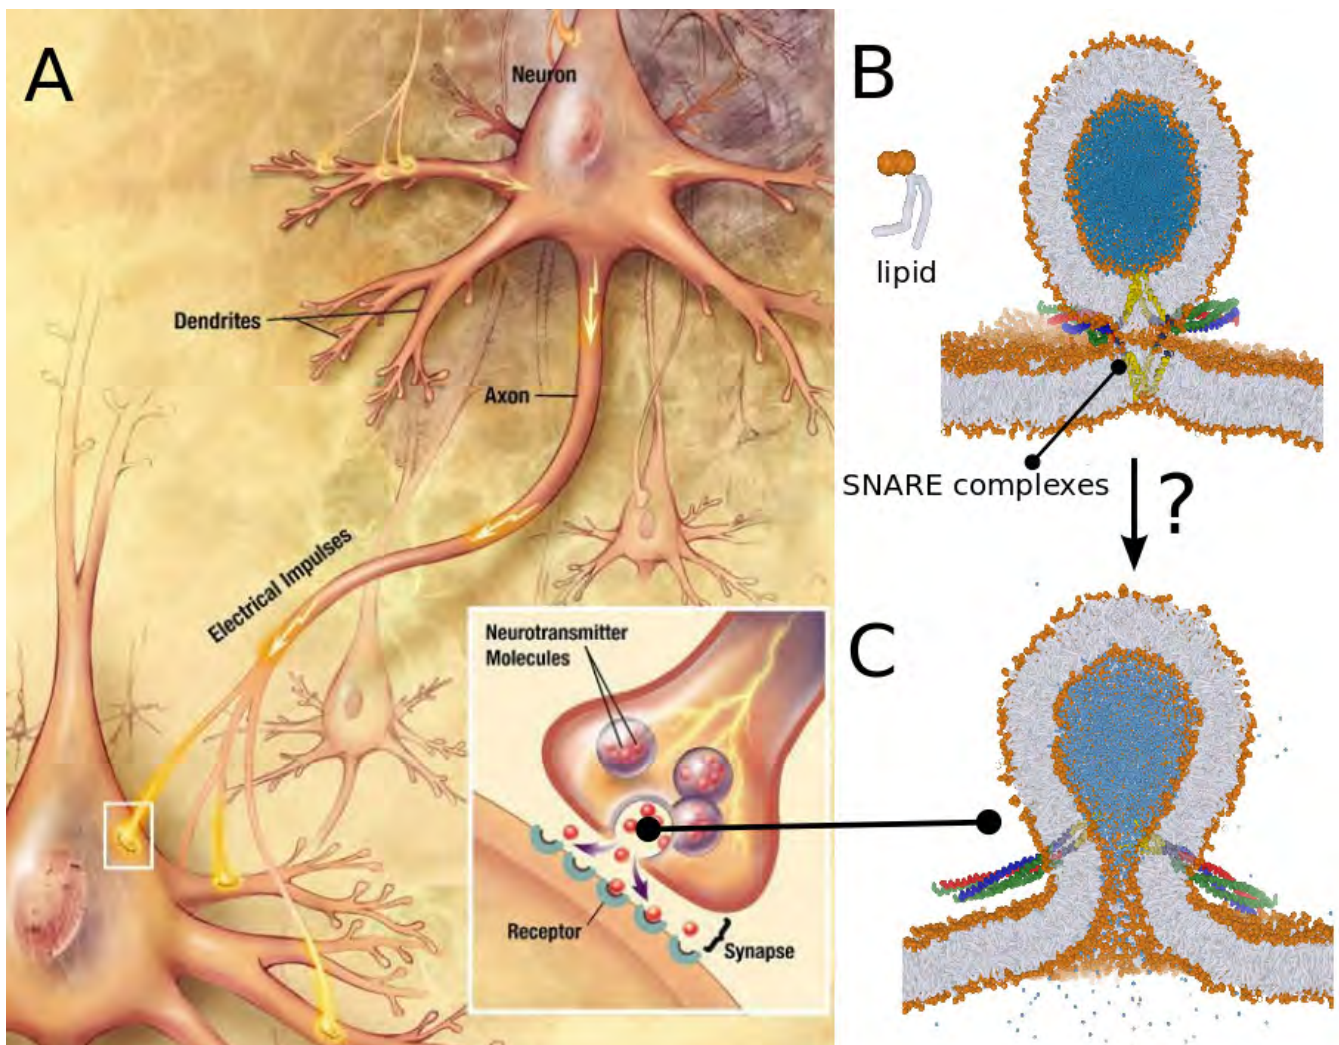 A
Neuron
Dendrites
Axon
Electrical Impulses
Neurotransmitter
Molecules
Receptor
Synapse
B
lipid
SNARE complexes
?
C